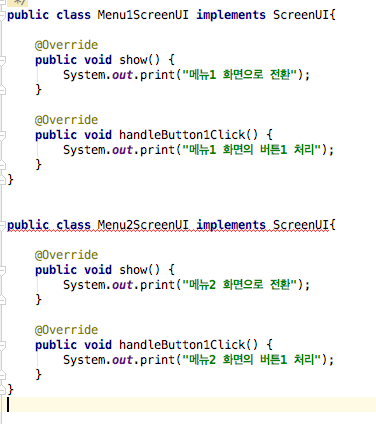 */
public class Menu1ScreenUI implements ScreenUI{
@Override
public void show() {
System.out.print("메뉴1 화면으로 전환");
}
@Override
public void handleButton1Click() {
System.out.print("메뉴1 화면의 버튼1 처리");
}
}
public class Menu2ScreenUI implements ScreenUI{
@Override
public void show() {
System.out.print("메뉴2 화면으로 전환");
}
@Override
public void handleButton1Click() {
System.out.print("메뉴2 화면의 버튼1 처리");
}
}